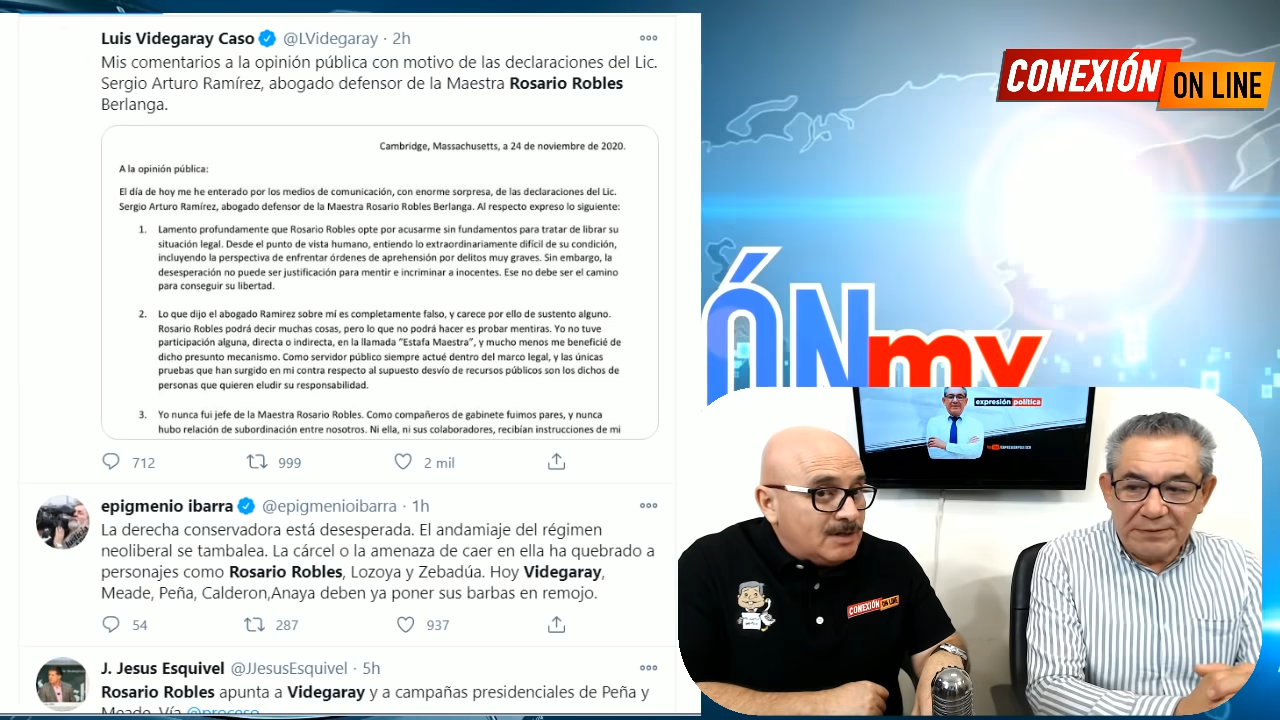 Luis Videgaray Caso @LVidegaray · 2h
Mis comentarios a la opinión pública con motivo de las declaraciones del Lic.
Sergio Arturo Ramírez, abogado defensor de la Maestra Rosario Robles
Berlanga.
Cambridge, Massachusetts, a 24 de noviembre de 2020.
A la opinión pública:
El día de hoy me he enterado por los medios de comunicación, con enorme sorpresa, de las declaraciones del Lic.
Sergio Arturo Ramírez, abogado defensor de la Maestra Rosario Robles Berlanga. Al respecto expreso lo siguiente:
1. Lamento profundamente que Rosario Robles opte por acusarme sin fundamentos para tratar de librar su
situación legal. Desde el punto de vista humano, entiendo lo extraordinariamente difícil de su condición,
incluyendo la perspectiva de enfrentar órdenes de aprehensión por delitos muy graves. Sin embargo, la
desesperación no puede ser justificación para mentir e incriminar a inocentes. Ese no debe ser el camino
para conseguir su libertad.
2. Lo que dijo el abogado Ramirez sobre mí es completamente falso, y carece por ello de sustento alguno.
Rosario Robles podrá decir muchas cosas, pero lo que no podrá hacer es probar mentiras. Yo no tuve
participación alguna, directa o indirecta, en la llamada "Estafa Maestra", y mucho menos me beneficié de
dicho presunto mecanismo. Como servidor público siempre actué dentro del marco legal, y las únicas
pruebas que han surgido en mi contra respecto al supuesto desvío de recursos públicos son los dichos de
personas que quieren eludir su responsabilidad.
3. Yo nunca fui jefe de la Maestra Rosario Robles. Como compañeros de gabinete fuimos pares, y nunca
hubo relación de subordinación entre nosotros. Ni ella, ni sus colaboradores, recibían instrucciones de mi
712 999 2 mil
epigmenio ibarra @epigmenioibarra · 1h
La derecha conservadora está desesperada. El andamiaje del régimen
neoliberal se tambalea. La cárcel o la amenaza de caer en ella ha quebrado a
personajes como Rosario Robles, Lozoya y Zebadúa. Hoy Videgaray,
Meade, Peña, Calderon,Anaya deben ya poner sus barbas en remojo.
54 287 937
J. Jesus Esquivel @JJesusEsquivel · 5h
Rosario Robles apunta a Videgaray y a campañas presidenciales de Peña y
Meade. Vía @proceso
CONEXIÓN
ON LINE
ÓN my
expresión política
CONEXIÓN ON LINE